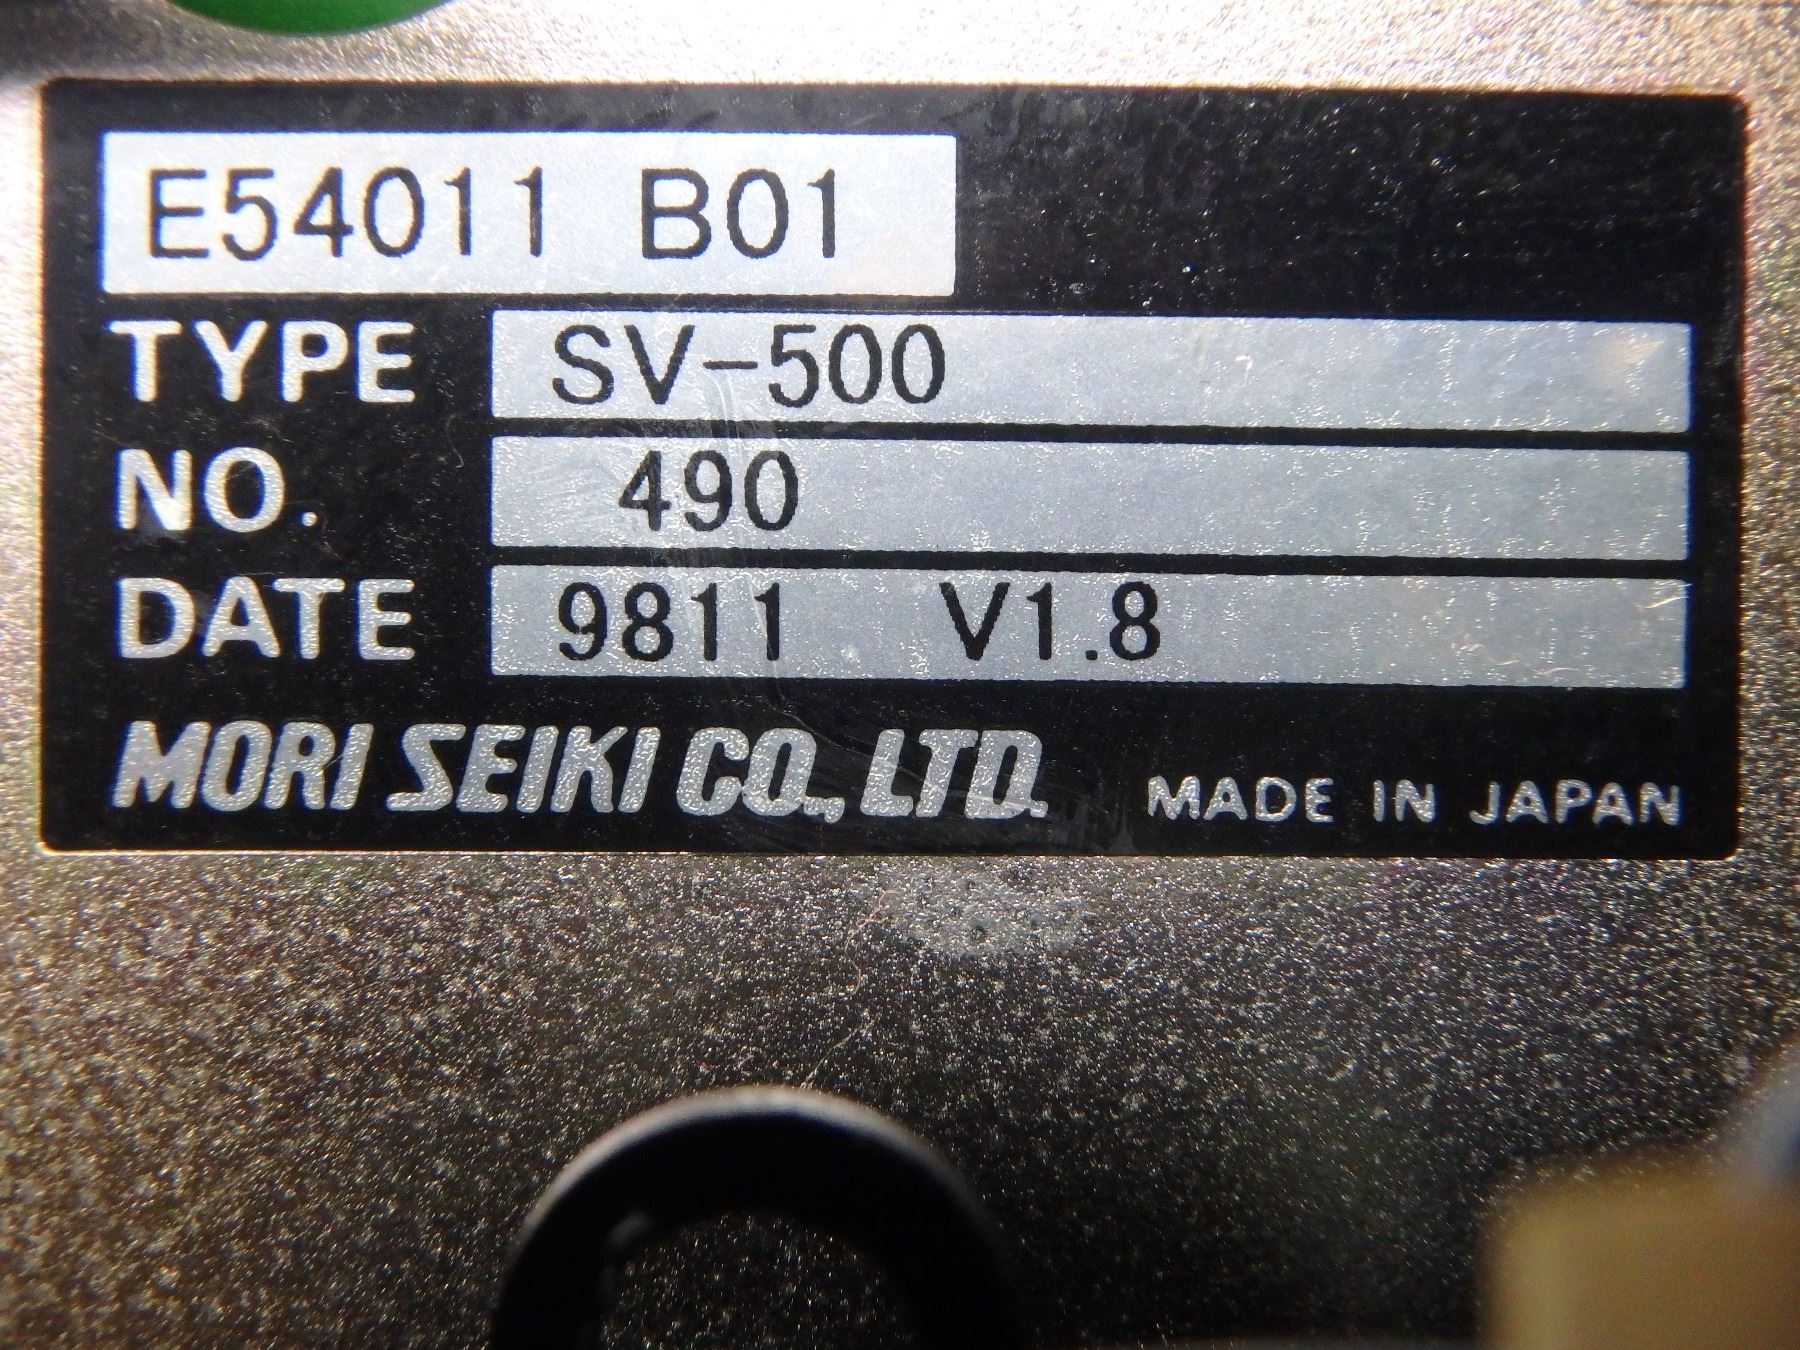 E54011 B01
TYPE SV-500
NO. 490
DATE 9811 V1.8
MORI SEIKI CO., LTD. MADE IN JAPAN